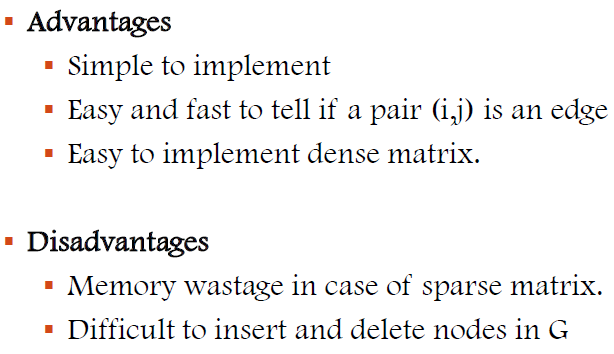 Advantages
Simple to implement
Easy and fast to tell if a pair (i,j) is an edge
Easy to implement dense matrix.
Disadvantages
Memory wastage in case of sparse matrix.
Difficult to insert and delete nodes in G